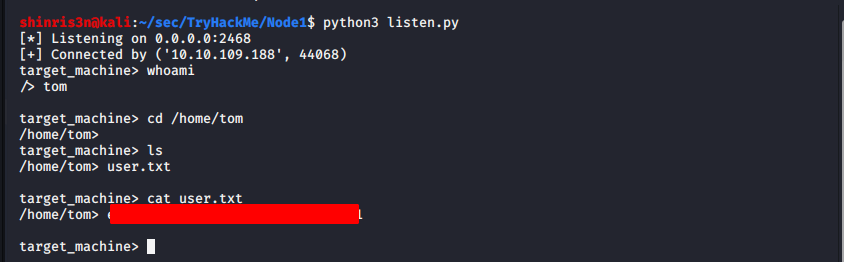 shinris3n@kali:~/sec/TryHackMe/Node1$ python3 listen.py
[*] Listening on 0.0.0.0:2468
[+] Connected by ('10.10.109.188', 44068)
target_machine> whoami
/> tom
target_machine> cd /home/tom
/home/tom>
target_machine> ls
/home/tom> user.txt
target_machine> cat user.txt
/home/tom>
target_machine>